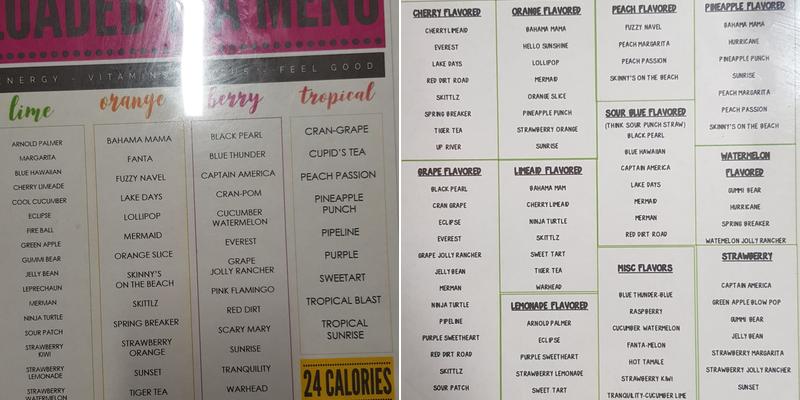 LOADED TEA MENU
ENERGY - VITAMINS - FOCUS - FEEL GOOD
lime
ARNOLD PALMER
MARGARITA
BLUE HAWAIIAN
CHERRY LIMEADE
COOL CUCUMBER
ECLIPSE
FIRE BALL
GREEN APPLE
GUMMI BEAR
JELLY BEAN
LEPRECHAUN
MERMAN
NINJA TURTLE
SOUR PATCH
STRAWBERRY
KIWI
STRAWBERRY
LEMONADE
STRAWBERRY
WATERMELON
orange
BAHAMA MAMA
FANTA
FUZZY NAVEL
LAKE DAYS
LOLLIPOP
MERMAID
ORANGE SLICE
SKINNY'S
ON THE BEACH
SKITTLZ
SPRING BREAKER
STRAWBERRY
ORANGE
SUNSET
TIGER TEA
berry
BLACK PEARL
BLUE THUNDER
CAPTAIN AMERICA
CRAN-POM
CUCUMBER
WATERMELON
EVEREST
GRAPE
JOLLY RANCHER
PINK FLAMINGO
RED DIRT
SCARY MARY
SUNRISE
TRANQUILITY
WARHEAD
tropical
CRAN-GRAPE
CUPID'S TEA
PEACH PASSION
PINEAPPLE
PUNCH
PIPELINE
PURPLE
SWEETART
TROPICAL BLAST
TROPICAL
SUNRISE
24 CALORIES
CHERRY FLAVORED
CHERRYLIMEAID
EVEREST
LAKE DAYS
RED DIRT ROAD
SKITTLZ
SPRING BREAKER
TIGER TEA
UP RIVER
ORANGE FLAVORED
BAHAMA MAMA
HELLO SUNSHINE
LOLLIPOP
MERMAID
ORANGE SLICE
PINEAPPLE PUNCH
STRAWBERRY ORANGE
SUNRISE
PEACH FLAVORED
FUZZY NAVEL
PEACH MARGARITA
PEACH PASSION
SKINNY'S ON THE BEACH
PINEAPPLE FLAVORED
BAHAMA MAMA
HURRICANE
PINEAPPLE PUNCH
SUNRISE
PEACH MARGARITA
PEACH PASSION
SKINNY'S ON THE BEACH
SOUR BLUE FLAVORED
(THINK SOUR PUNCH STRAW)
BLACK PEARL
BLUE HAWAIIAN
CAPTAIN AMERICA
LAKE DAYS
MERMAID
MERMAN
RED DIRT ROAD
WATERMELON
FLAVORED
GUMMI BEAR
HURRICANE
SPRING BREAKER
WATERMELON JOLLY RANCHER
GRAPE FLAVORED
BLACK PEARL
CRAN GRAPE
ECLIPSE
EVEREST
GRAPE JOLLY RANCHER
JELLY BEAN
MERMAN
NINJA TURTLE
PIPELINE
PURPLE SWEETHEART
RED DIRT ROAD
SKITTLZ
SOUR PATCH
LIMEAID FLAVORED
BAHAMA MAM
CHERRY LIMEAID
NINJA TURTLE
SKITTLZ
SWEET TART
TIGER TEA
WARHEAD
LEMONADE FLAVORED
ARNOLD PALMER
ECLIPSE
PURPLE SWEETHEART
STRAWBERRY LEMONADE
SWEET TART
MISC FLAVORS
BLUE THUNDER-BLUE
RASPBERRY
CUCUMBER WATERMELON
FANTA-MELON
HOT TAMALE
STRAWBERRY KIWI
TRANQUILITY-CUCUMBER LIME
STRAWBERRY
CAPTAIN AMERICA
GREEN APPLE BLOW POP
GUMMI BEAR
JELLY BEAN
STRAWBERRY MARGARITA
STRAWBERRY JOLLY RANCHER
SUNSET